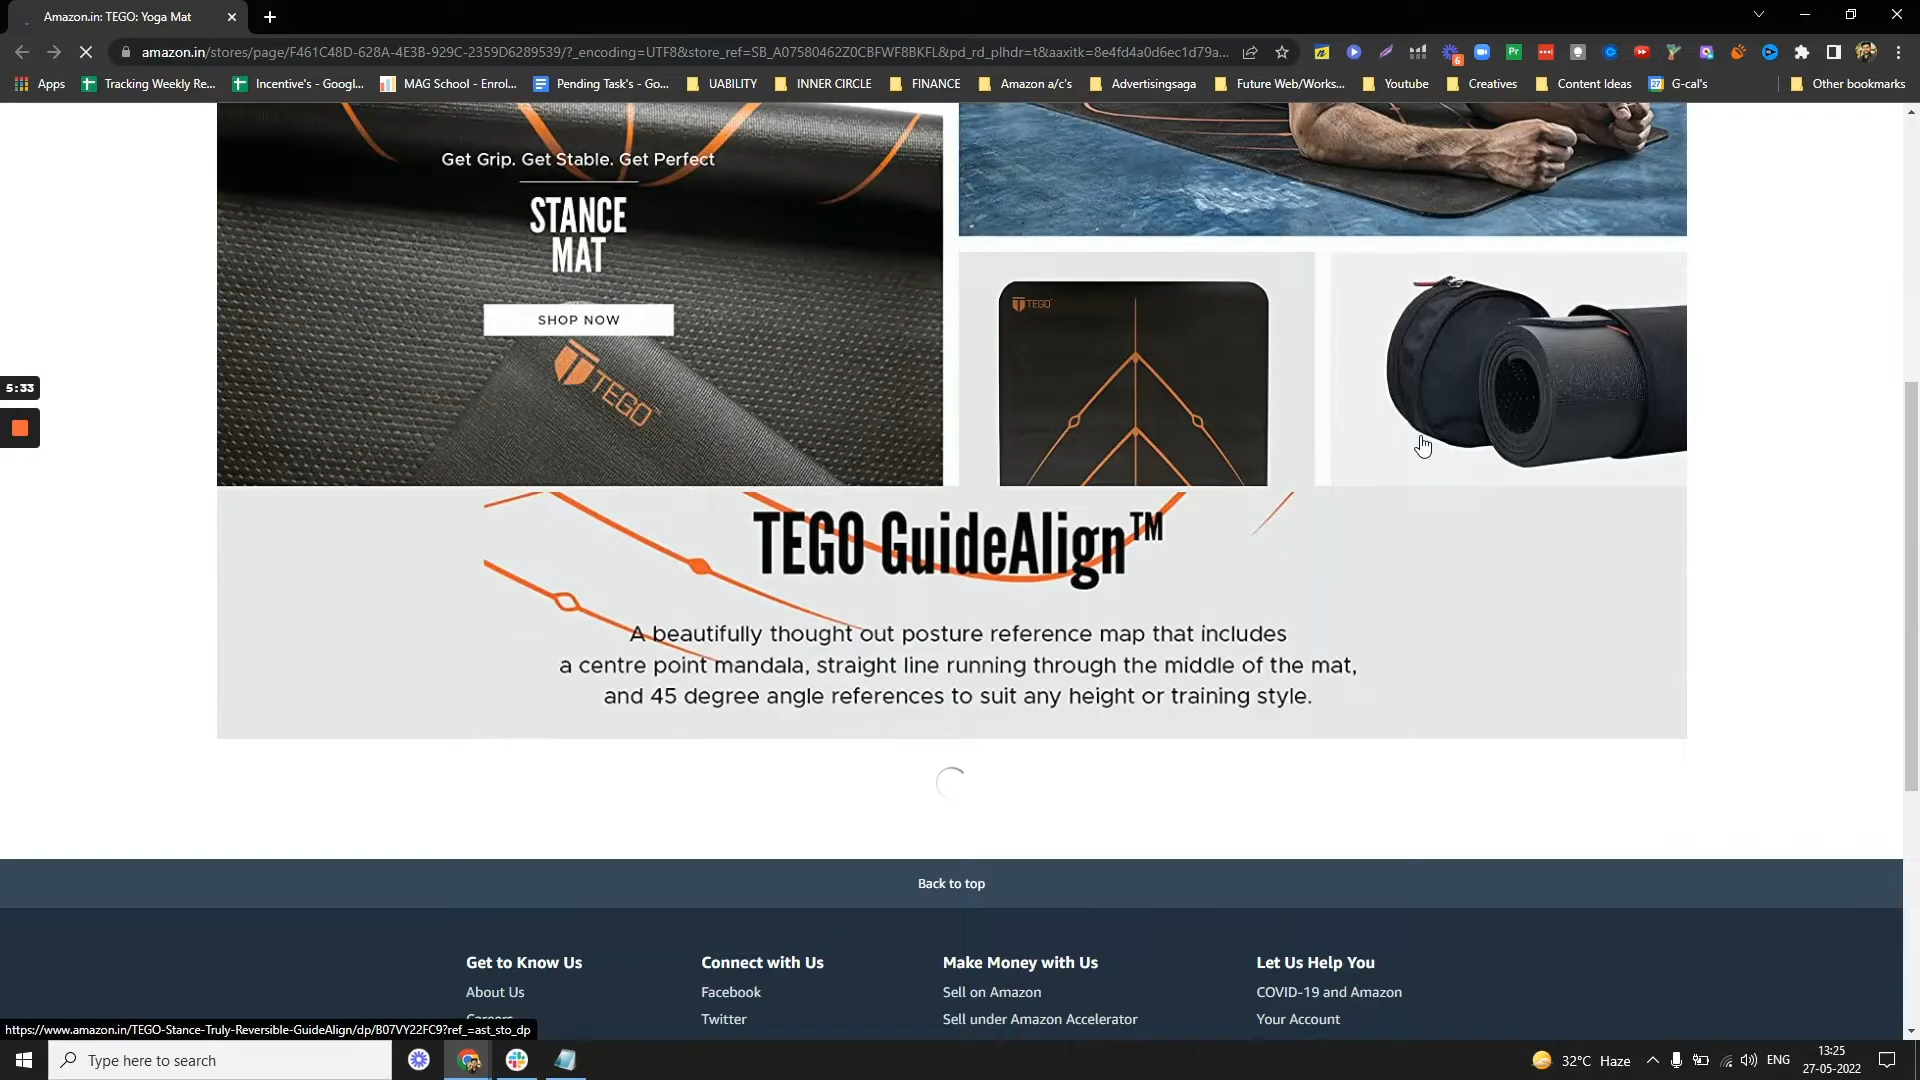 Amazon.in: TEGO: Yoga Mat
amazon.in/stores/page/F461C48D-628A-4E3B-929C-2359D6289539/?_encoding=UTF8&store_ref=SB_A07580462Z0CBFWF8BKFL&pd_rd_plhdr=t&aaxitk=8e4fd4a0d6ec1d79a...
6
Pr
Apps
Tracking Weekly Re...
Incentive's - Googl...
MAG School - Enrol...
Pending Task's - Go...
UABILITY
INNER CIRCLE
FINANCE
Amazon a/c's
Advertisingsaga
Future Web/Works...
Youtube
Creatives
Content Ideas
27
G-cal's
Other bookmarks
Get Grip. Get Stable. Get Perfect
STANCE
MAT
SHOP NOW
TEGO
TEGO
5:33
TEGO GuideAlign™
A beautifully thought out posture reference map that includes
a centre point mandala, straight line running through the middle of the mat,
and 45 degree angle references to suit any height or training style.
Back to top
Get to Know Us
Connect with Us
Make Money with Us
Let Us Help You
About Us
Facebook
Sell on Amazon
COVID-19 and Amazon
Careers
Twitter
Sell under Amazon Accelerator
Your Account
https://www.amazon.in/TEGO-Stance-Truly-Reversible-GuideAlign/dp/B07VY22FC9?ref_=ast_sto_dp
Type here to search
32°C Haze
ENG
13:25
27-05-2022